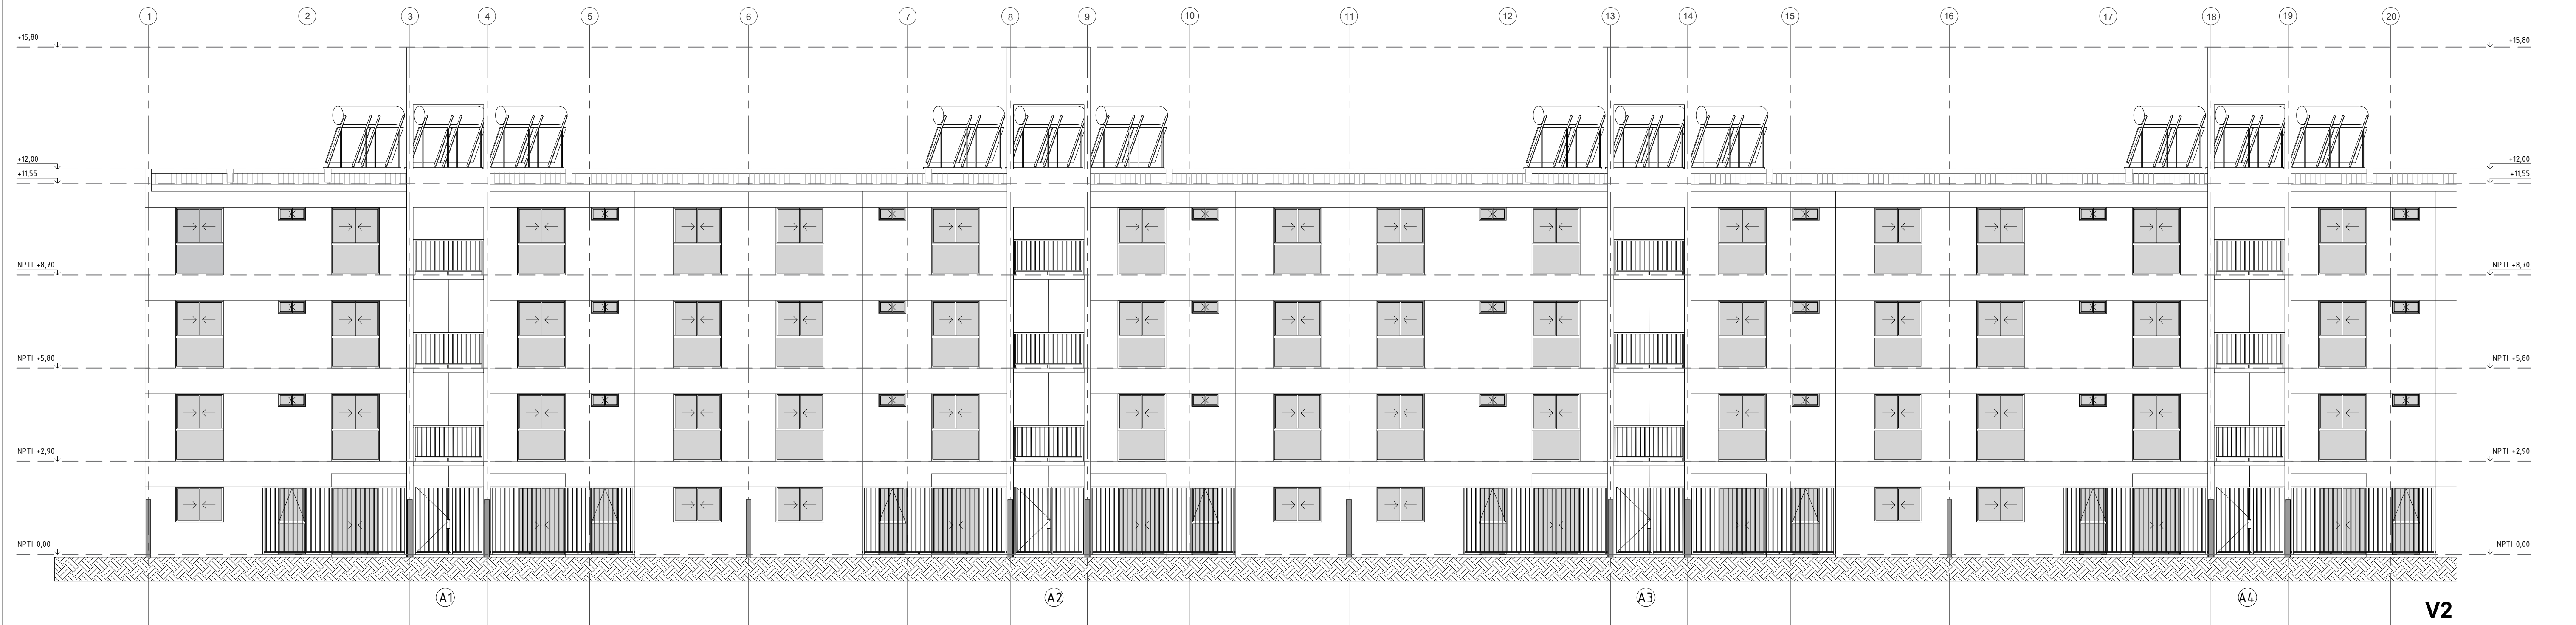 1 2 3 4 5 6 7 8 9 10 11 12 13 14 15 16 17 18 19 20
+15,80 +15,80
+12,00 +12,00
+11,55 +11,55
NPTI +8,70 NPTI +8,70
NPTI +5,80 NPTI +5,80
NPTI +2,90 NPTI +2,90
NPTI 0,00 NPTI 0,00
A1 A2 A3 A4
V2